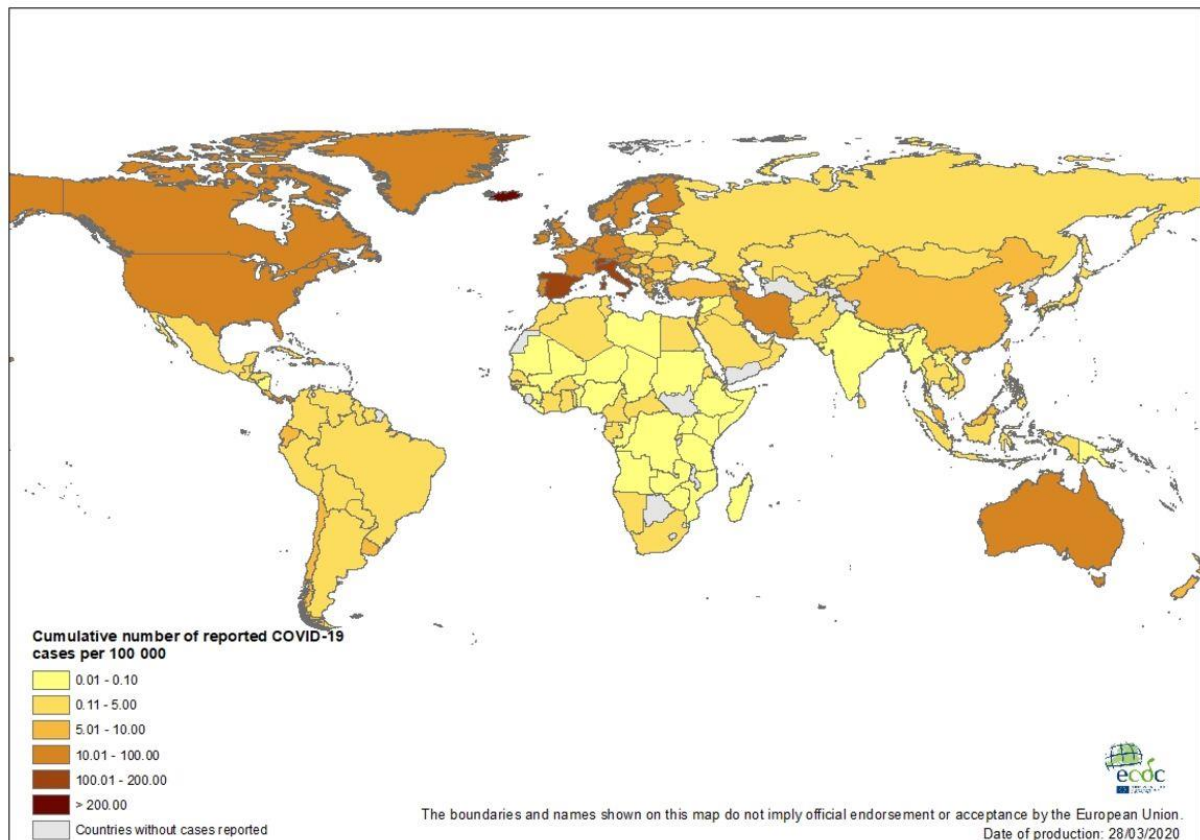 Cumulative number of reported COVID-19
cases per 100 000
0.01 - 0.10
0.11 - 5.00
5.01 - 10.00
10.01 - 100.00
100.01 - 200.00
> 200.00
Countries without cases reported
ecdc
The boundaries and names shown on this map do not imply official endorsement or acceptance by the European Union.
Date of production: 28/03/2020